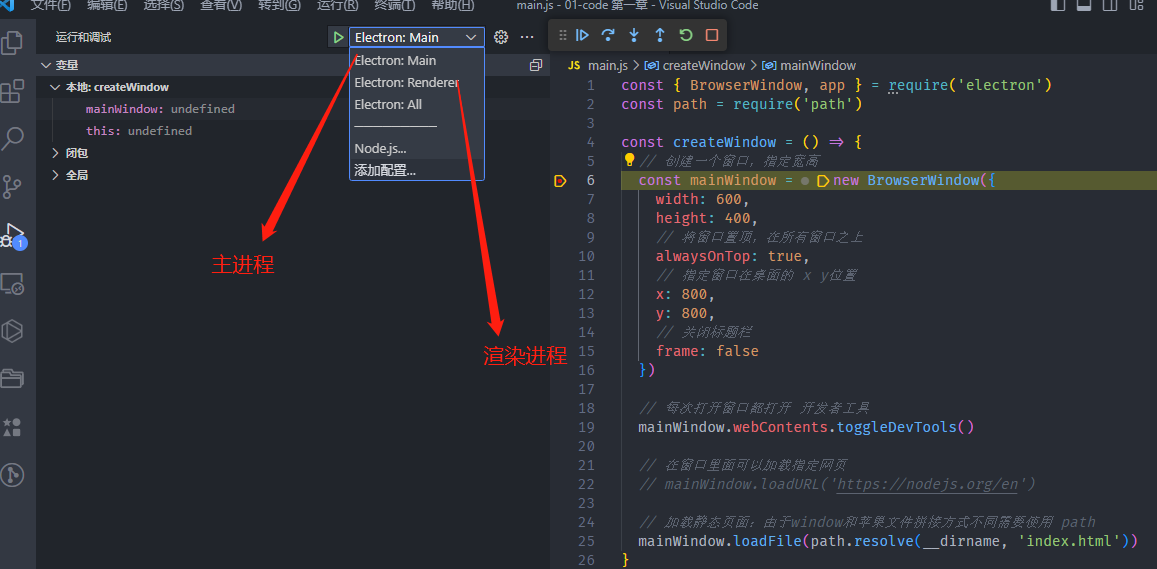 文件(F) 编辑(E) 选择(S) 查看(V) 转到(G) 运行(R) 终端(T) 帮助(H) main.js - 01-code 第一章 - Visual Studio Code
运行和调试 Electron: Main
变量
本地: createWindow
mainWindow: undefined
this: undefined
闭包
全局
Electron: Main
Electron: Renderer
Electron: All
Node.js...
添加配置...
主进程
渲染进程
1
JS main.js > createWindow > mainWindow
1 const { BrowserWindow, app } = require('electron')
2 const path = require('path')
3
4 const createWindow = () => {
5 // 创建一个窗口，指定宽高
6 const mainWindow = new BrowserWindow({
7 width: 600,
8 height: 400,
9 // 将窗口置顶，在所有窗口之上
10 alwaysOnTop: true,
11 // 指定窗口在桌面的 x y位置
12 x: 800,
13 y: 800,
14 // 关闭标题栏
15 frame: false
16 })
17
18 // 每次打开窗口都打开 开发者工具
19 mainWindow.webContents.toggleDevTools()
20
21 // 在窗口里面可以加载指定网页
22 // mainWindow.loadURL('https://nodejs.org/en')
23
24 // 加载静态页面：由于window和苹果文件拼接方式不同需要使用 path
25 mainWindow.loadFile(path.resolve(__dirname, 'index.html'))
26 }